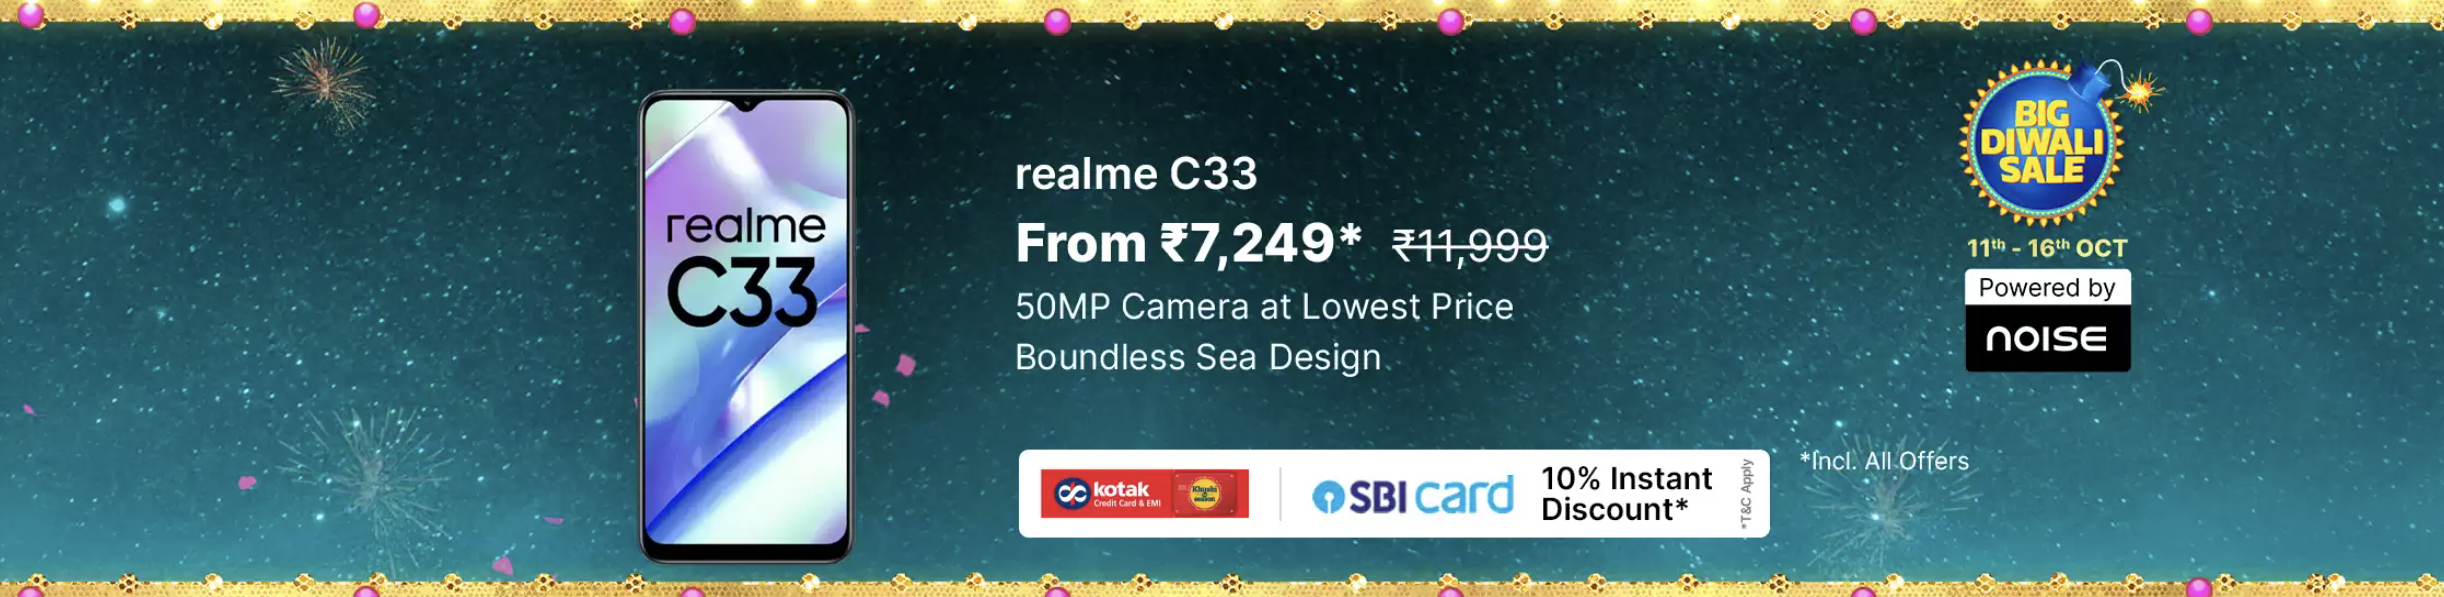 realme
C33
realme C33
From ₹7,249* ₹11,999
50MP Camera at Lowest Price
Boundless Sea Design
kotak
Credit Card & EMI
Khushi
SBI card
10% Instant
Discount*
*T&C Apply
*Incl. All Offers
BIG
DIWALI
SALE
11th - 16th OCT
Powered by
NOISE